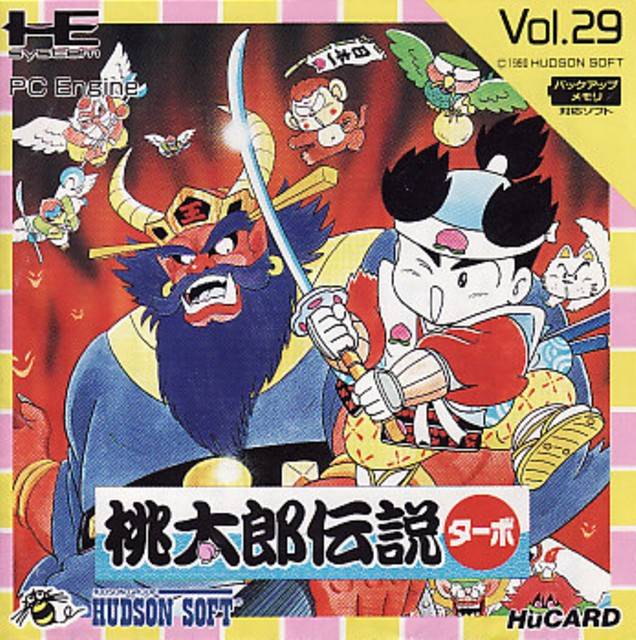 HE
SYSTEM
PC Engine
Vol.29
©1990 HUDSON SOFT
バックアップ
メモリ
対応ソフト
日本一
王
桃太郎伝説
ターボ
HUDSON SOFT
HuCARD